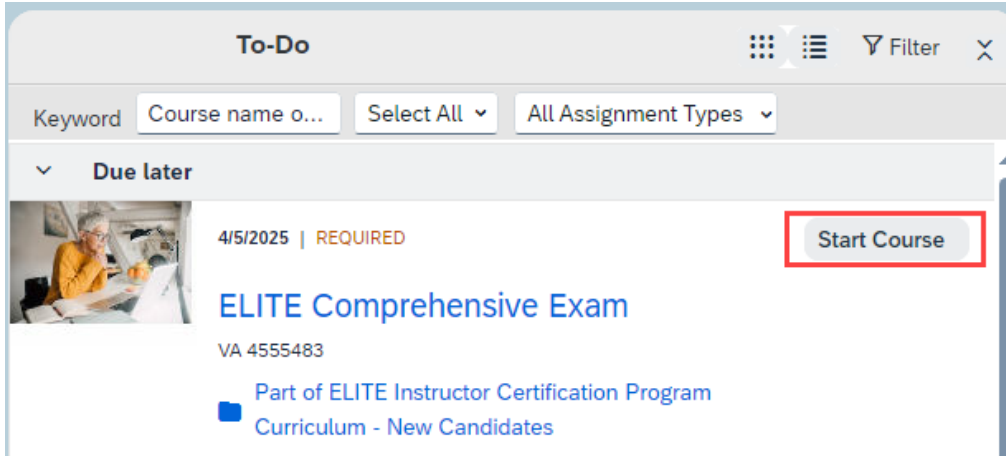 To-Do
Filter
Keyword Course name o... Select All All Assignment Types
Due later
4/5/2025 | REQUIRED
Start Course
ELITE Comprehensive Exam
VA 4555483
Part of ELITE Instructor Certification Program
Curriculum - New Candidates